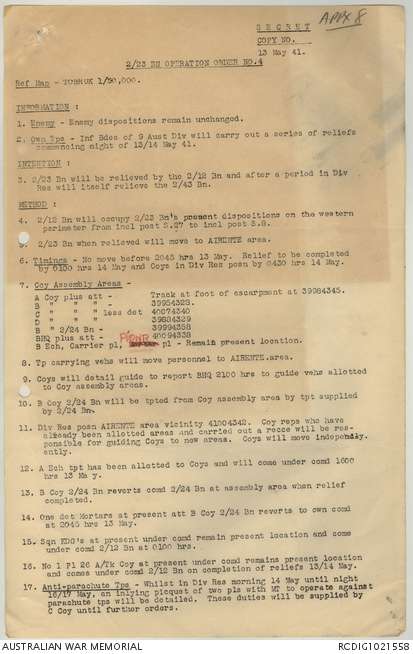 APPX 8
S E C R E T
COPY NO.
13 May 41.
2/23 BN OPERATION ORDER NO.4
Ref Map - TOBRUK 1/50,000.
INFORMATION :
1. Enemy - Enemy dispositions remain unchanged.
2. Own Tps - Inf Bdes of 9 Aust Div will carry out a series of reliefs
commencing night of 13/14 May 41.
INTENTION :
3. 2/23 Bn will be relieved by the 2/12 Bn and after a period in Div
Res will itself relieve the 2/43 Bn.
METHOD :
4. 2/12 Bn will occupy 2/23 Bn's present dispositions on the western
perimeter from incl post S.27 to incl post S.8.
2/23 Bn when relieved will move to AIRENTE area.
6. Timings - No move before 2045 hrs 13 May. Relief to be completed
by 0100 hrs 14 May and Coys in Div Res posn by 0430 hrs 14 May.
7. Coy Assembly Areas -
A Coy plus att - Track at foot of escarpment at 39984345.
B " " " - 39954328.
C " " " less det 40074340
D " " " - 39884329
B " 2/24 Bn - 39994358
BHQ plus att - 40094338
B Ech, Carrier pl, PIONR pl - Remain present location.
8. Tp carrying vehs will move personnel to AIRENTE area.
9. Coys will detail guide to report BHQ 2100 hrs to guide vehs allotted
to Coy assembly areas.
10. B Coy 2/24 Bn will be tpted from Coy assembly area by tpt supplied
by 2/24 Bn.
11. Div Res posn AIRENTE area vicinity 41004342. Coy reps who have
already been allotted areas and carried out a recce will be res-
ponsible for guiding Coys to new areas. Coys will move independly.
ently.
12. A Ech tpt has been allotted to Coys and will come under comd 1600
hrs 13 May.
13. B Coy 2/24 Bn reverts comd 2/24 Bn at assembly area when relief
completed.
14. One det Mortars at present att B Coy 2/24 Bn reverts to own comd
at 2045 hrs 13 May.
15. Sqn KDG's at present under comd remain present location and come
under comd 2/12 Bn at 0100 hrs.
16. No 1 Pl 26 A/Tk Coy at present under comd remains present location
and comes under comd 2/12 Bn on completion of reliefs 13/14 May.
17. Anti-parachute Tps - Whilst in Div Res morning 14 May until night
16/17 May, an inlying picquet of two pls with MT to operate against
parachute tps will be detailed. These duties will be supplied by
C Coy until further orders.
AUSTRALIAN WAR MEMORIAL
RCDIG1021558